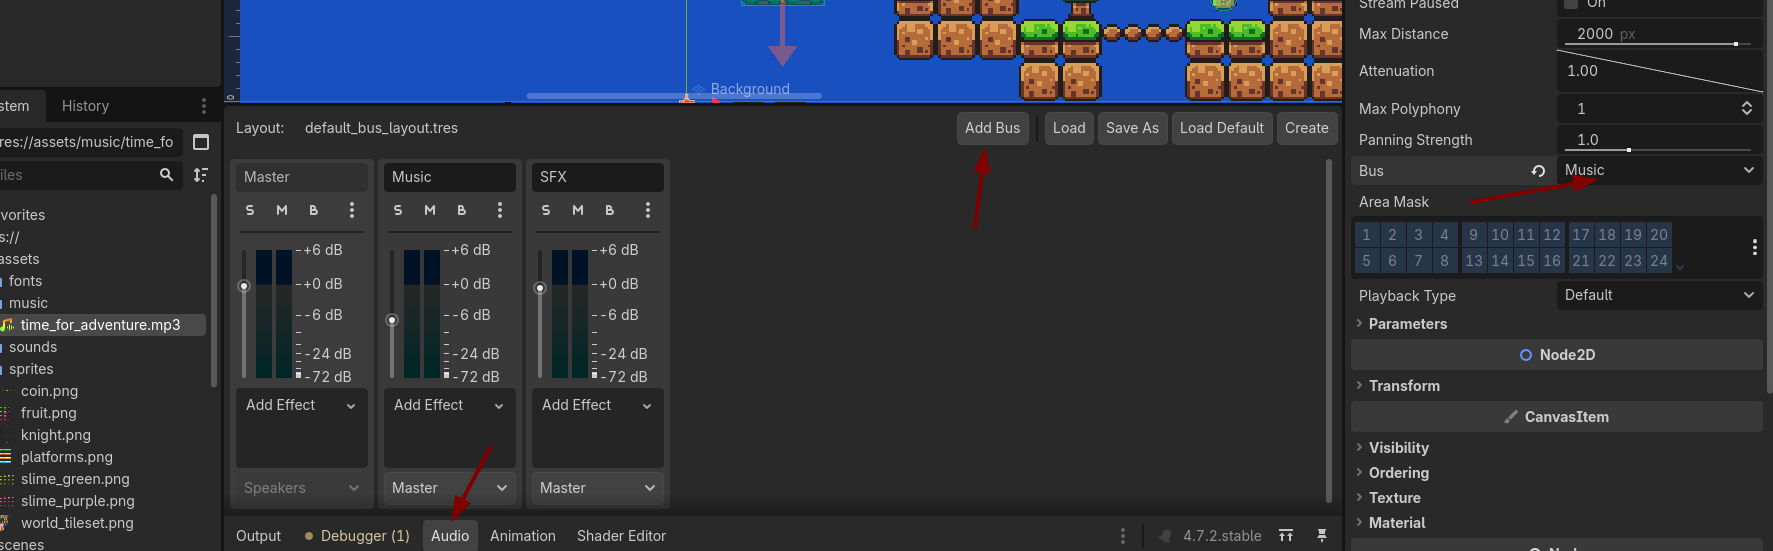 Stream Paused
On
Max Distance
2000 px
Background
Attenuation
1.00
stem
History
Max Polyphony
1
Layout:
default_bus_layout.tres
Add Bus
Load
Save As
Load Default
Create
res://assets/music/time_fo
Panning Strength
1.0
Bus
Music
iles
Master
Music
SFX
Area Mask
S M B
S M B
S M B
1 2 3 4 9 10 11 12 17 18 19 20
5 6 7 8 13 14 15 16 21 22 23 24
+6 dB
+0 dB
-6 dB
-24 dB
-72 dB
+6 dB
+0 dB
-6 dB
-24 dB
-72 dB
+6 dB
+0 dB
-6 dB
-24 dB
-72 dB
vorites
s://
assets
fonts
music
time_for_adventure.mp3
sounds
sprites
coin.png
fruit.png
knight.png
platforms.png
slime_green.png
slime_purple.png
world_tileset.png
scenes
Playback Type
Default
Parameters
Node2D
Transform
CanvasItem
Visibility
Ordering
Texture
Material
Add Effect
Add Effect
Add Effect
Speakers
Master
Master
Output
Debugger (1)
Audio
Animation
Shader Editor
4.7.2.stable